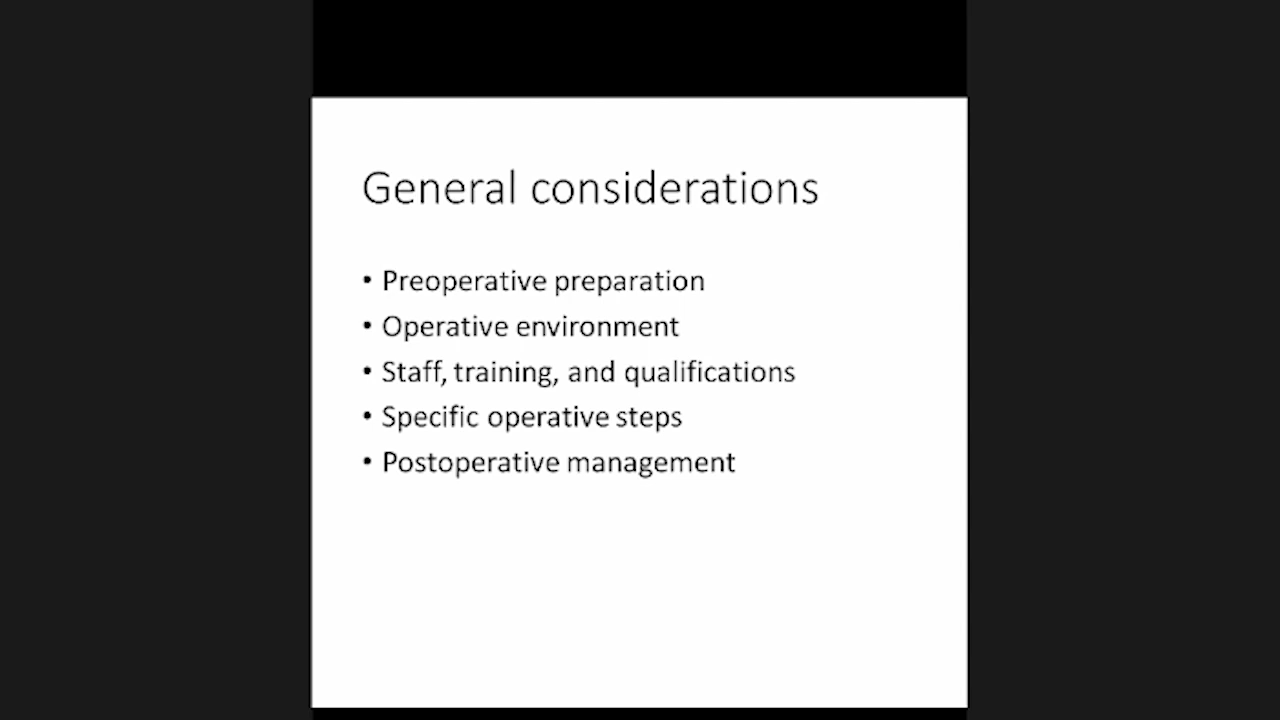 General considerations
• Preoperative preparation
• Operative environment
• Staff, training, and qualifications
• Specific operative steps
• Postoperative management